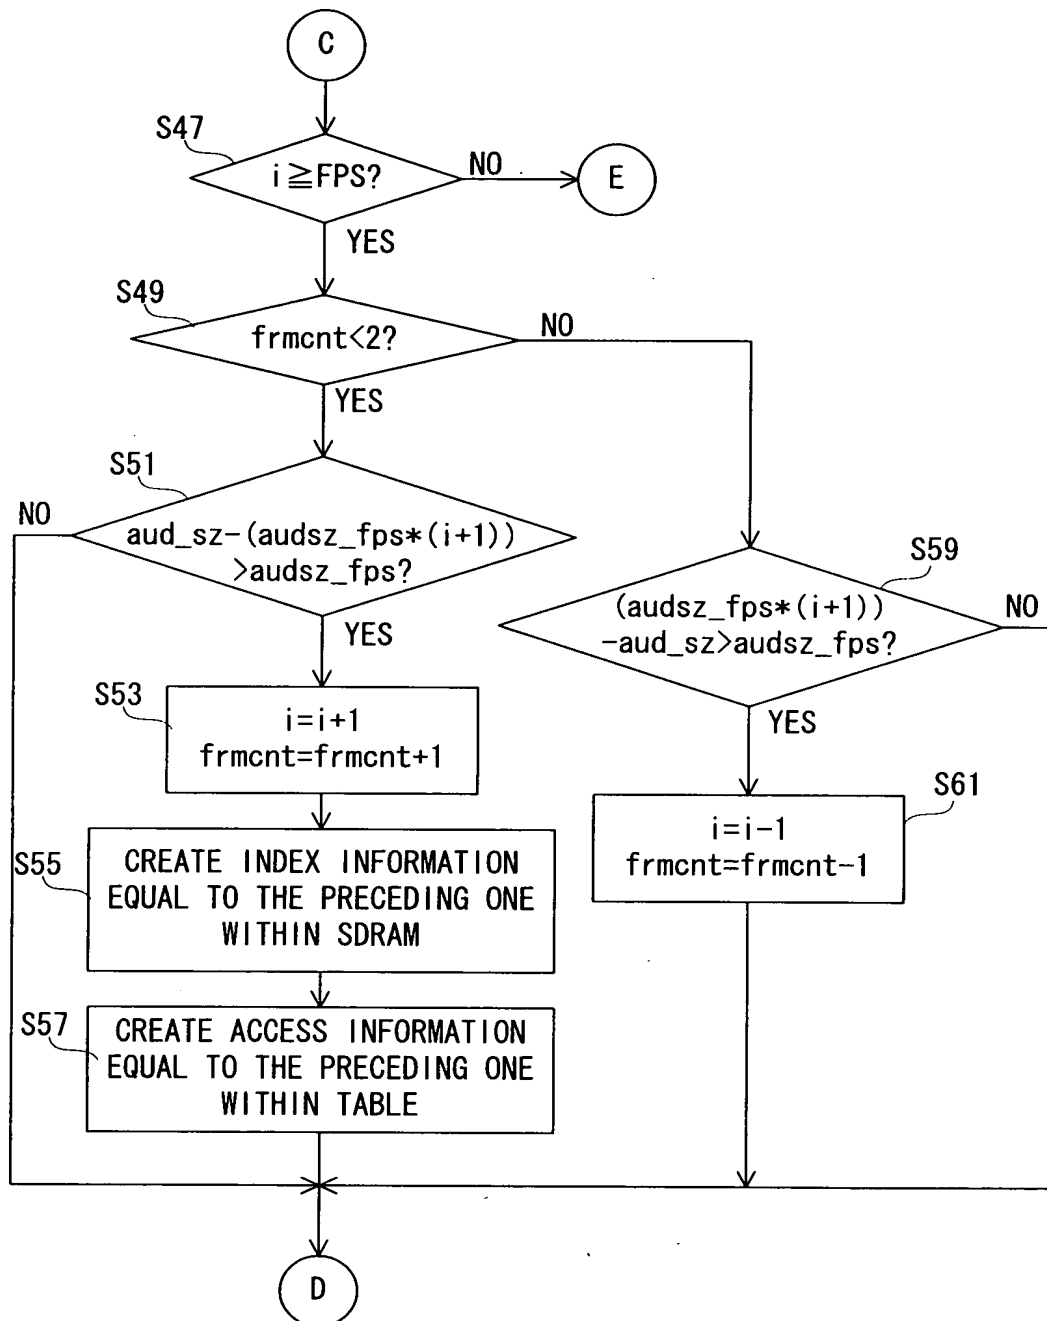 C
S47
i≧FPS?
NO
E
YES
S49
frmcnt<2?
NO
YES
S51
NO
aud_sz-(audsz_fps*(i+1))
>audsz_fps?
YES
S59
(audsz_fps*(i+1))
-aud_sz>audsz_fps?
NO
YES
S53
i=i+1
frmcnt=frmcnt+1
S61
i=i-1
frmcnt=frmcnt-1
S55
CREATE INDEX INFORMATION
EQUAL TO THE PRECEDING ONE
WITHIN SDRAM
S57
CREATE ACCESS INFORMATION
EQUAL TO THE PRECEDING ONE
WITHIN TABLE
D